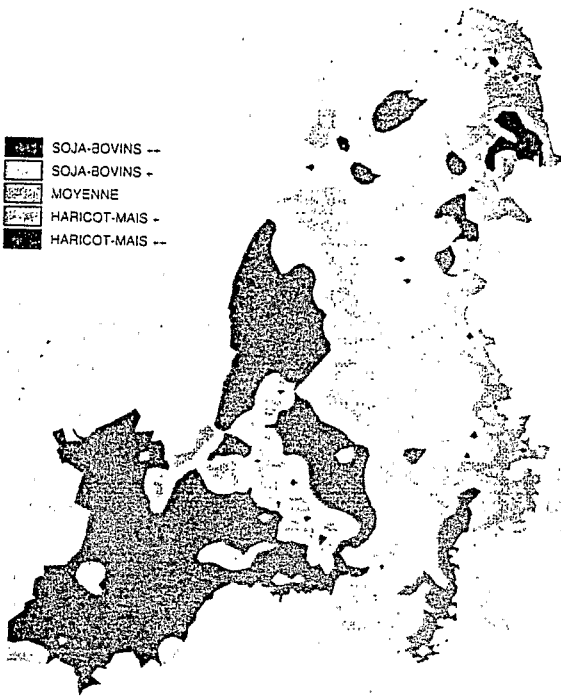 SOJA-BOVINS ++
SOJA-BOVINS +
MOYENNE
HARICOT-MAIS +
HARICOT-MAIS ++